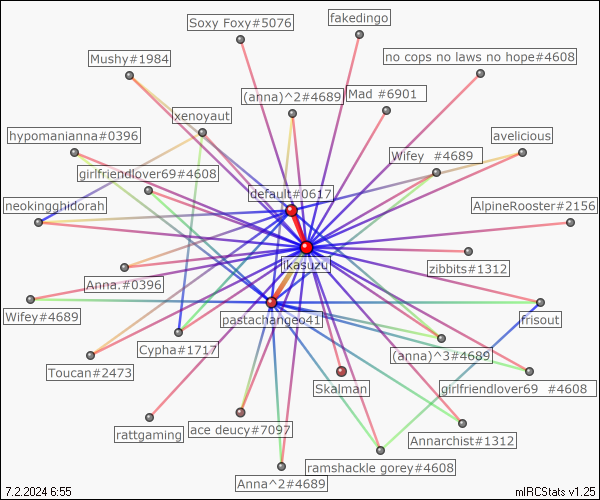 Soxy Foxy#5076
fakedingo
Mushy#1984
no cops no laws no hope#4608
(anna)^2#4689
Mad #6901
xenoyaut
hypomanianna#0396
avelicious
Wifey #4689
girlfriendlover69#4608
default#0617
neokingghidorah
AlpineRooster#2156
ikasuzu
zibbits#1312
Anna.#0396
Wifey#4689
pastachangeo41
frisout
Cypha#1717
(anna)^3#4689
Toucan#2473
Skalman
girlfriendlover69 #4608
rattgaming
ace deucy#7097
Annarchist#1312
ramshackle gorey#4608
Anna^2#4689
7.2.2024 6:55
mIRCStats v1.25